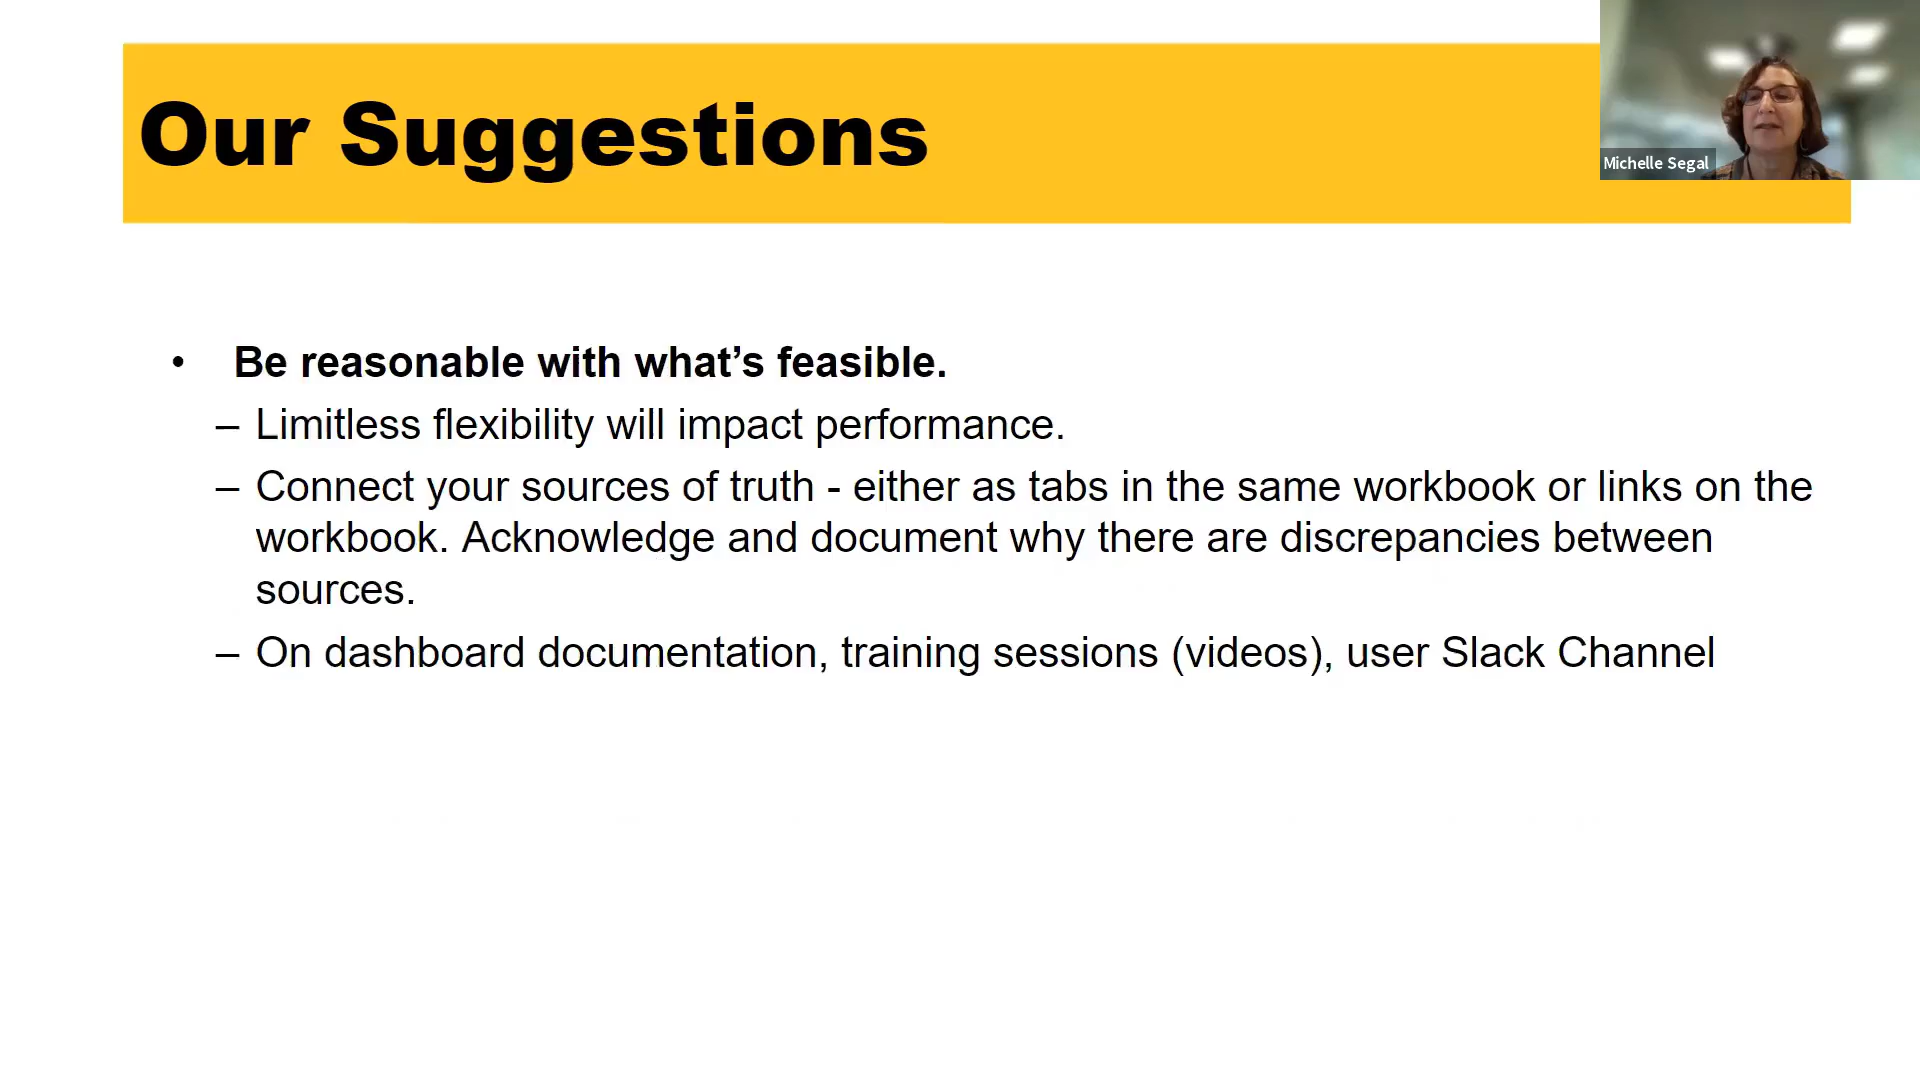 Our Suggestions
Michelle Segal
• Be reasonable with what’s feasible.
– Limitless flexibility will impact performance.
– Connect your sources of truth - either as tabs in the same workbook or links on the
workbook. Acknowledge and document why there are discrepancies between
sources.
– On dashboard documentation, training sessions (videos), user Slack Channel